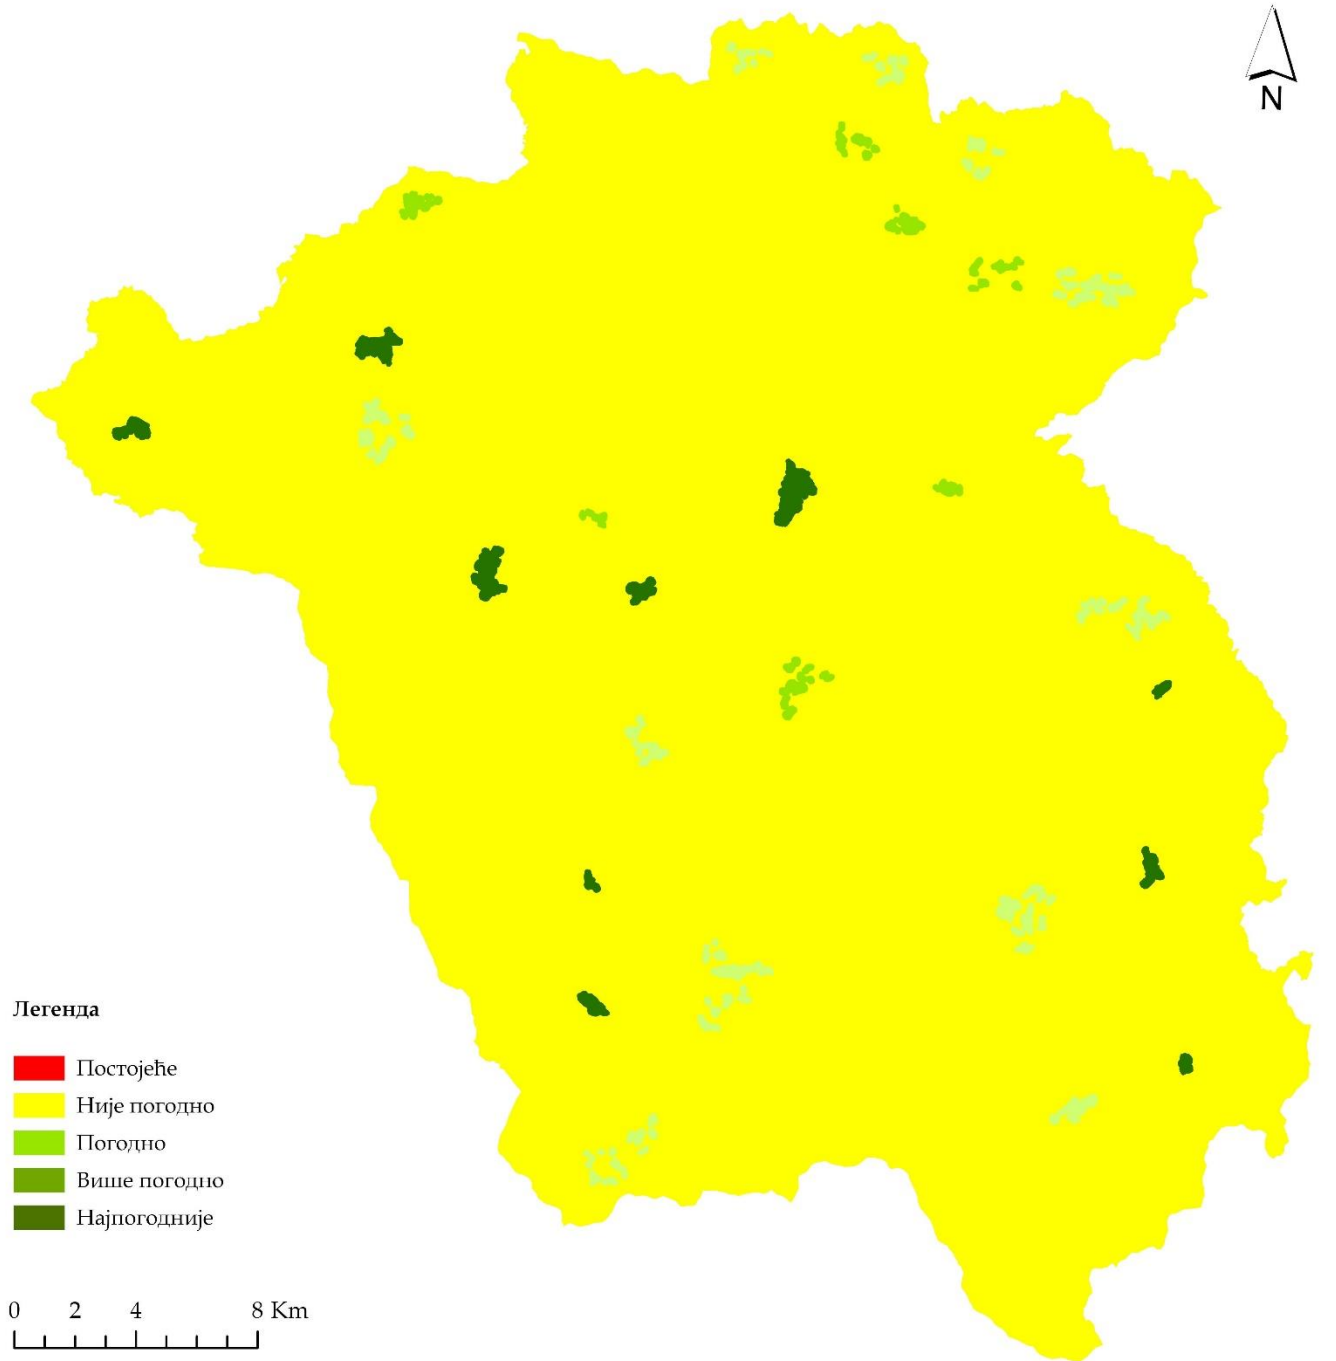 N
Легенда
Постојеће
Није погодно
Погодно
Више погодно
Најпогодније
0 2 4 8 Km